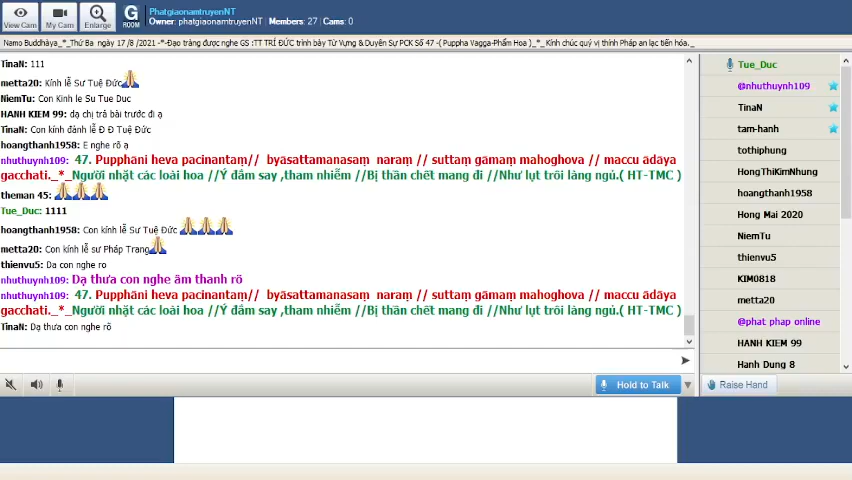 View Cam
My Cam
Enlarge
G
ROOM
PhatgiaonamtruyenNT
Owner: phatgiaonamtruyenNT | Members: 27 | Cams: 0
Namo Buddhàya_*_Thứ Ba ngày 17 /8 /2021 -*-Đạo tràng được nghe GS :TT TRÍ ĐỨC trình bày Từ Vựng & Duyên Sự PCK Số 47 -( Puppha Vagga-Phẩm Hoa )_*_ Kính chúc quý vị thính Pháp an lạc tiến hóa._
TinaN: 111
metta20: Kính lễ Sư Tuệ Đức
NiemTu: Con Kinh le Su Tue Duc
HANH KIEM 99: dạ chị trả bài trước đi ạ
TinaN: Con kính đảnh lễ Đ Đ Tuệ Đức
hoangthanh1958: E nghe rõ ạ
nhuthuynh109: 47. Pupphāni heva pacinantaṃ// byāsattamanasaṃ naraṃ // suttaṃ gāmaṃ mahoghova // maccu ādāya
gacchati._*_Người nhặt các loài hoa //Ý đắm say ,tham nhiễm //Bị thần chết mang đi //Như lụt trôi làng ngủ.( HT-TMC )
theman 45:
Tue_Duc: 1111
hoangthanh1958: Con kính lễ Sư Tuệ Đức
metta20: Con kính lễ sư Pháp Trang
thienvu5: Da con nghe ro
nhuthuynh109: Dạ thưa con nghe âm thanh rõ
nhuthuynh109: 47. Pupphāni heva pacinantaṃ// byāsattamanasaṃ naraṃ // suttaṃ gāmaṃ mahoghova // maccu ādāya
gacchati._*_Người nhặt các loài hoa //Ý đắm say ,tham nhiễm //Bị thần chết mang đi //Như lụt trôi làng ngủ.( HT-TMC )
TinaN: Dạ thưa con nghe rõ
Hold to Talk
Tue_Duc
@nhuthuynh109
TinaN
tam-hanh
tothiphung
HongThiKimNhung
hoangthanh1958
Hong Mai 2020
NiemTu
thienvu5
KIM0818
metta20
@phat phap online
HANH KIEM 99
Hanh Dung 8
Raise Hand